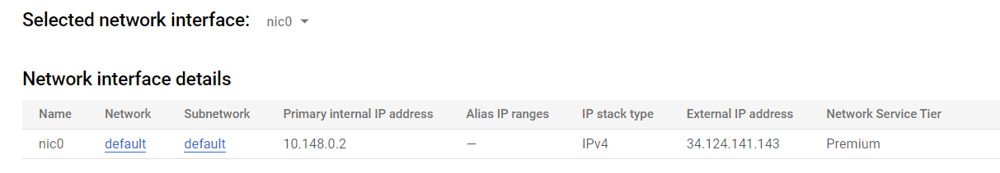 Selected network interface: nic0
Network interface details
Name Network Subnetwork Primary internal IP address Alias IP ranges IP stack type External IP address Network Service Tier
nic0 default default 10.148.0.2 — IPv4 34.124.141.143 Premium